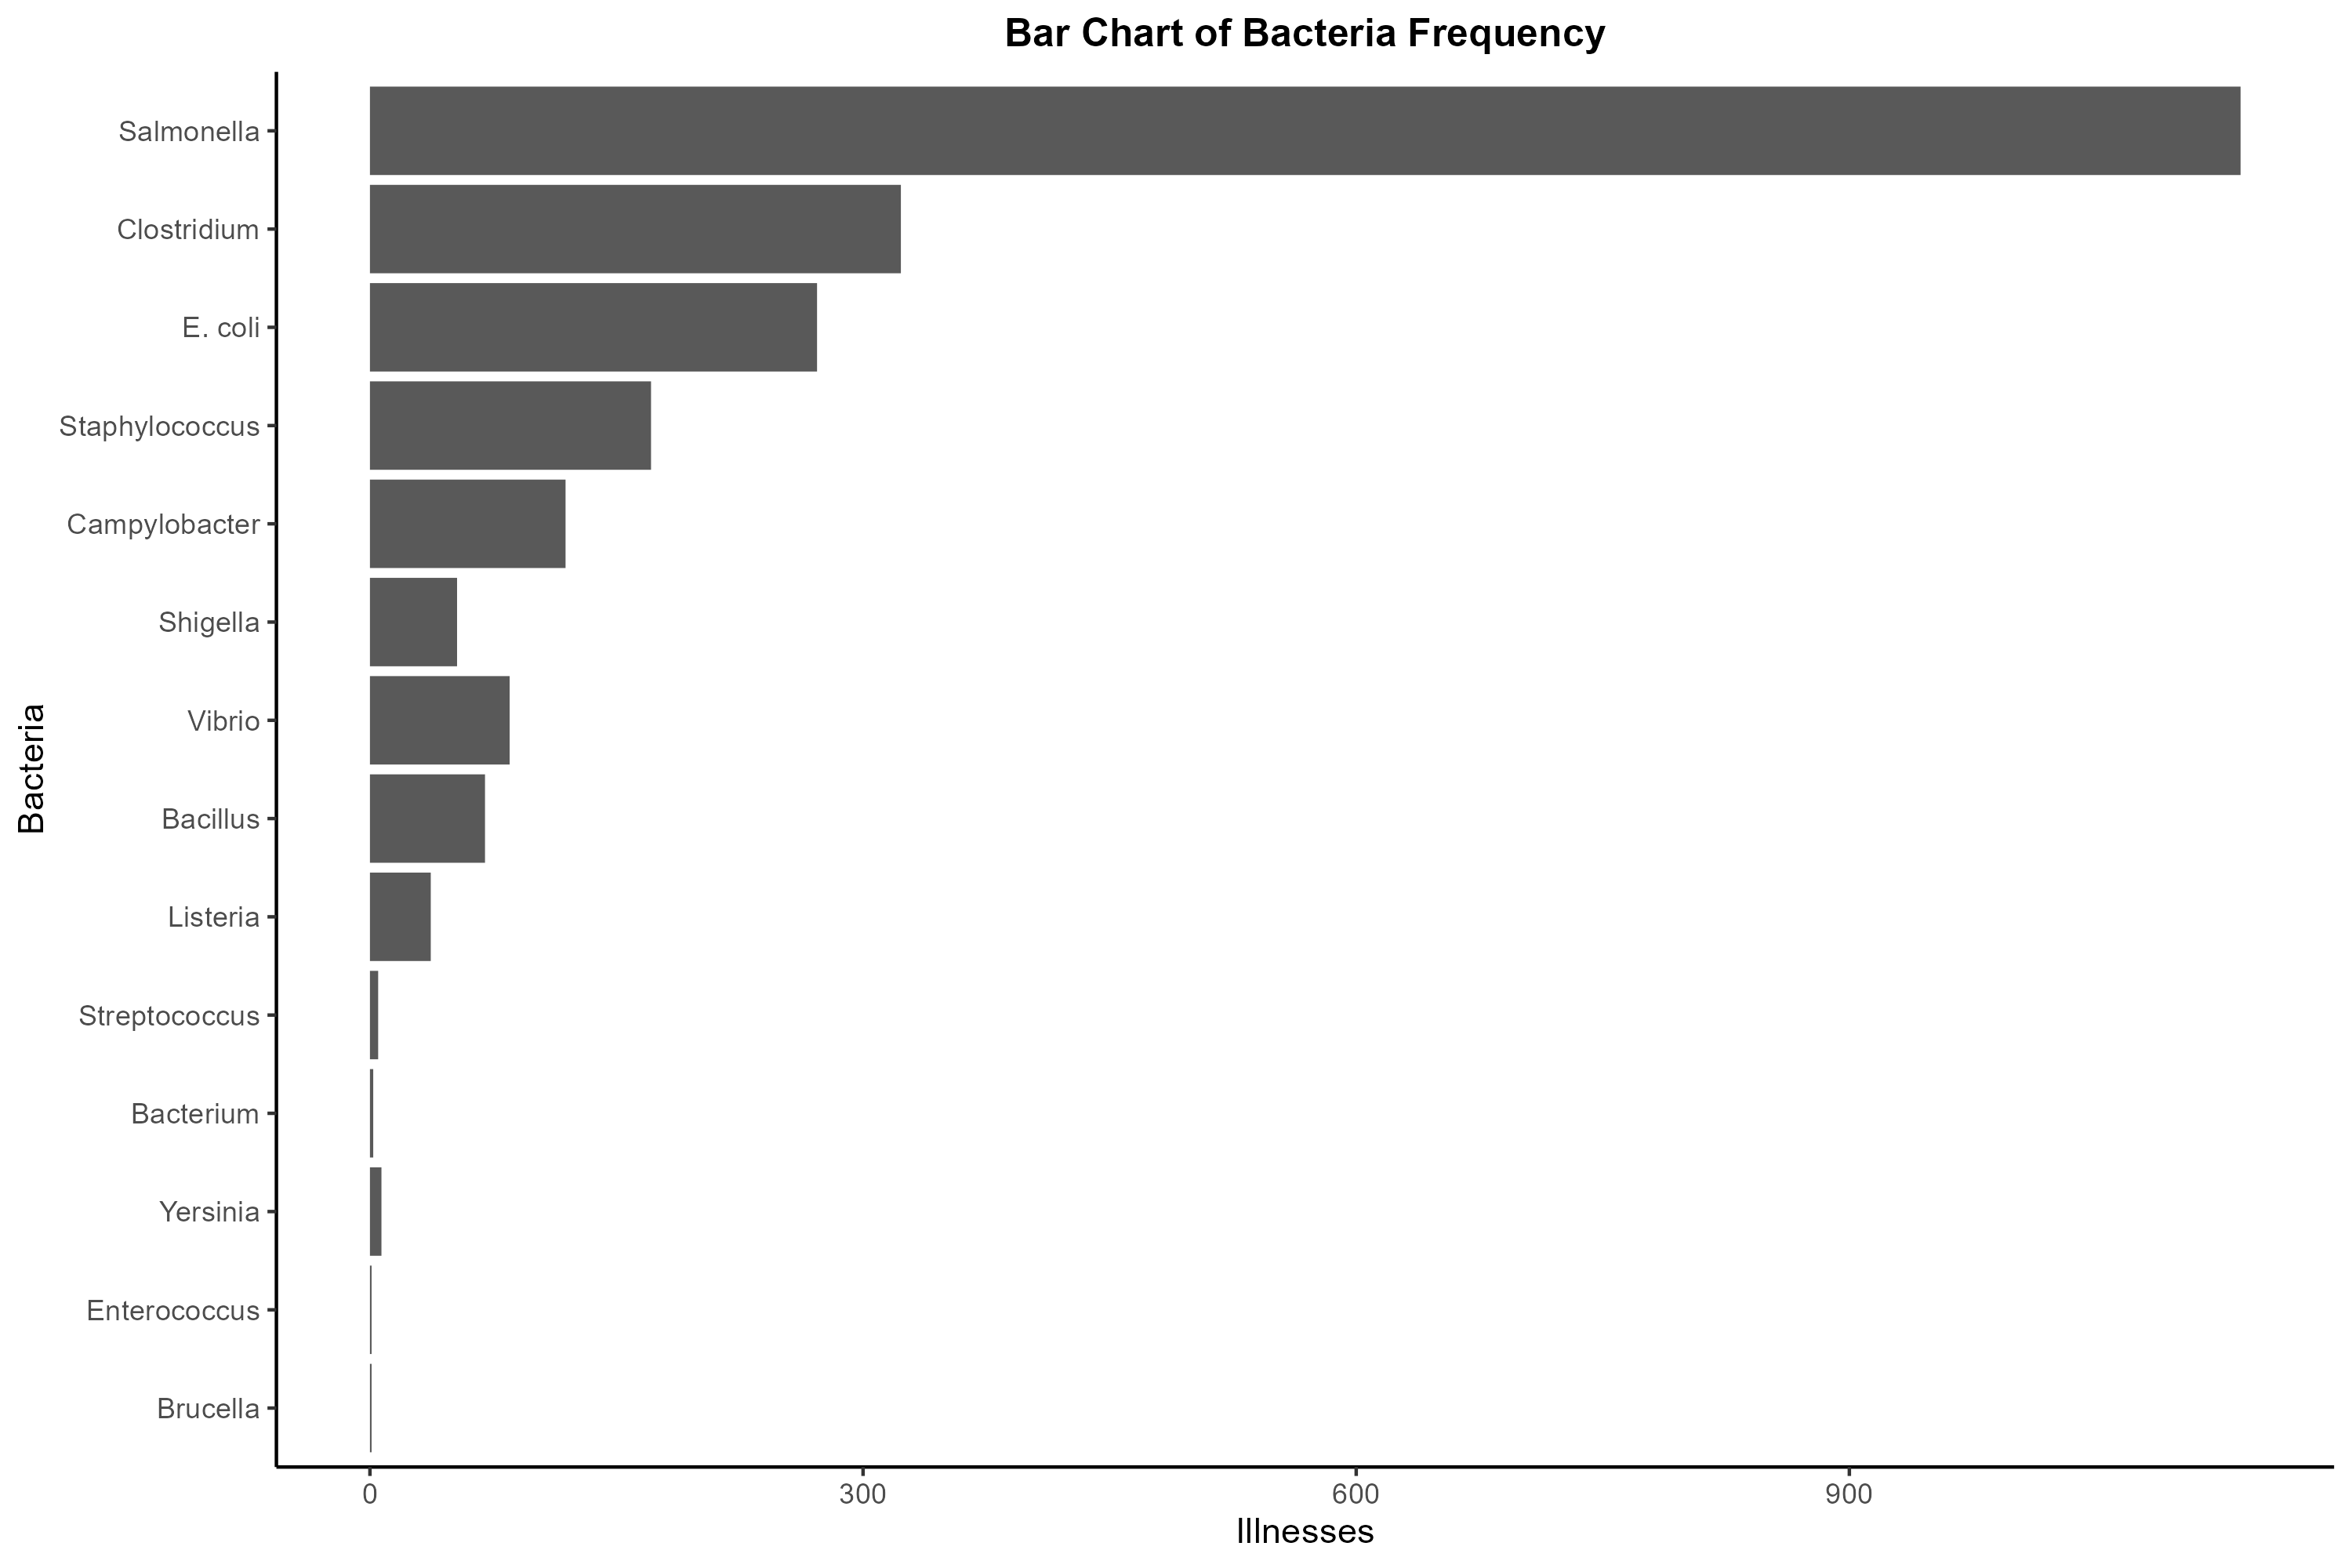 Bar Chart of Bacteria Frequency
Salmonella
Clostridium
E. coli
Staphylococcus
Campylobacter
Shigella
Vibrio
Bacillus
Listeria
Streptococcus
Bacterium
Yersinia
Enterococcus
Brucella
Bacteria
0 300 600 900
Illnesses